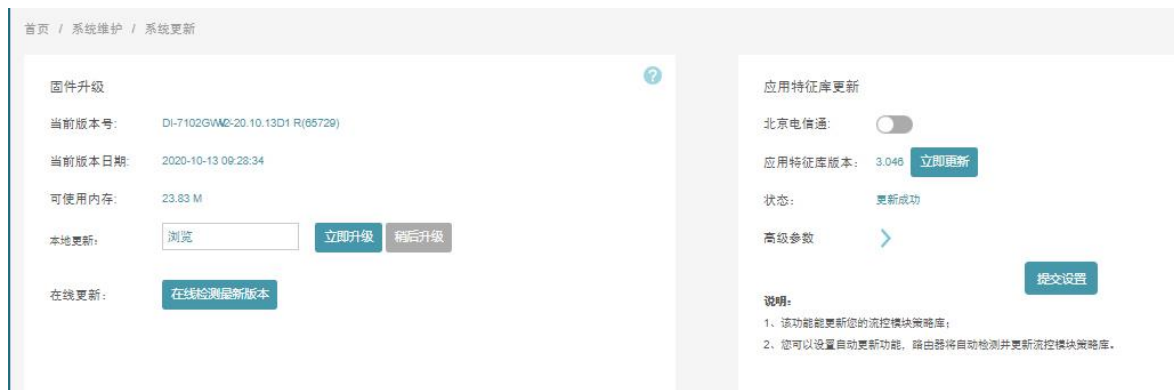 首页 / 系统维护 / 系统更新
固件升级
当前版本号: DI-7102GWV2-20.10.13D1 R(65729)
当前版本日期: 2020-10-13 09:28:34
可使用内存: 23.83 M
本地更新: 浏览 立即升级 稍后升级
在线更新: 在线检测最新版本
应用特征库更新
北京电信通:
应用特征库版本: 3.046 立即更新
状态: 更新成功
高级参数
提交设置
说明:
1、该功能能更新您的流控模块策略库;
2、您可以设置自动更新功能, 路由器将自动检测并更新流控模块策略库。